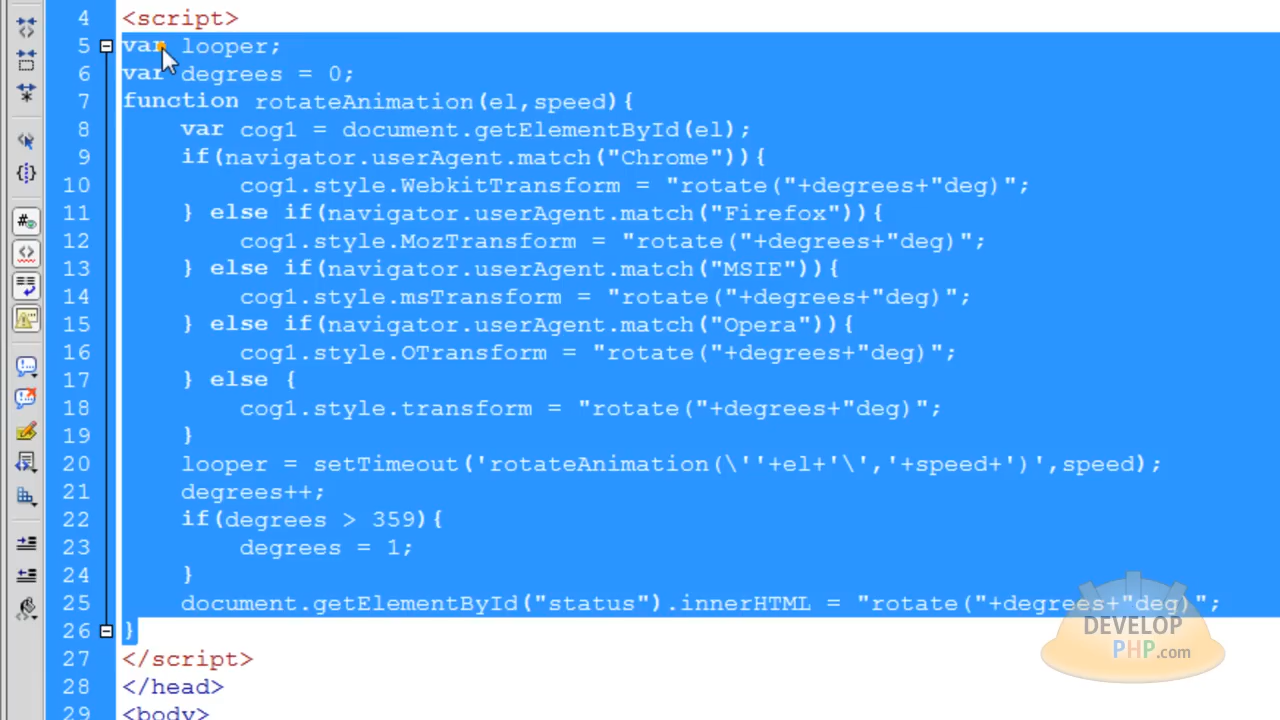 4 <script>
5 var looper;
6 var degrees = 0;
7 function rotateAnimation(el,speed){
8 var cog1 = document.getElementById(el);
9 if(navigator.userAgent.match("Chrome")){
10 cog1.style.WebkitTransform = "rotate("+degrees+"deg)";
11 } else if(navigator.userAgent.match("Firefox")){
12 cog1.style.MozTransform = "rotate("+degrees+"deg)";
13 } else if(navigator.userAgent.match("MSIE")){
14 cog1.style.msTransform = "rotate("+degrees+"deg)";
15 } else if(navigator.userAgent.match("Opera")){
16 cog1.style.OTransform = "rotate("+degrees+"deg)";
17 } else {
18 cog1.style.transform = "rotate("+degrees+"deg)";
19 }
20 looper = setTimeout('rotateAnimation(\''+el+'\','+speed+')',speed);
21 degrees++;
22 if(degrees > 359){
23 degrees = 1;
24 }
25 document.getElementById("status").innerHTML = "rotate("+degrees+"deg)";
26 }
27 </script>
28 </head>
29 <body>
DEVELOP
PHP.com